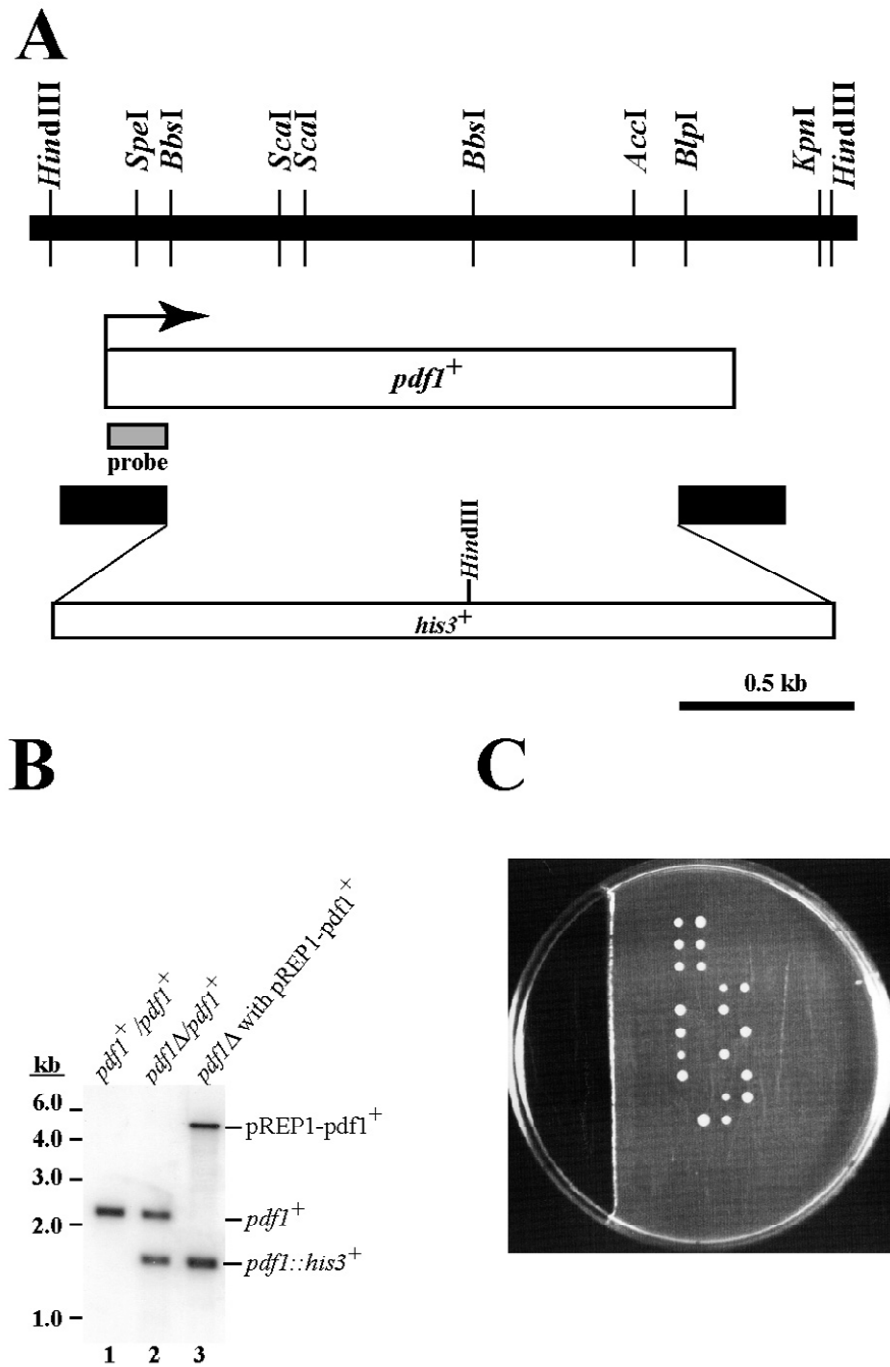 A
HindIII
SpeI
BbsI
ScaI
ScaI
BbsI
AccI
BlpI
KpnI
HindIII
pdf1+
probe
HindIII
his3+
0.5 kb
B
C
pdf1+/pdf1+
pdf1Δ/pdf1+
pdf1Δ with pREP1-pdf1+
kb
6.0
4.0
3.0
2.0
1.0
pREP1-pdf1+
pdf1+
pdf1::his3+
1 2 3